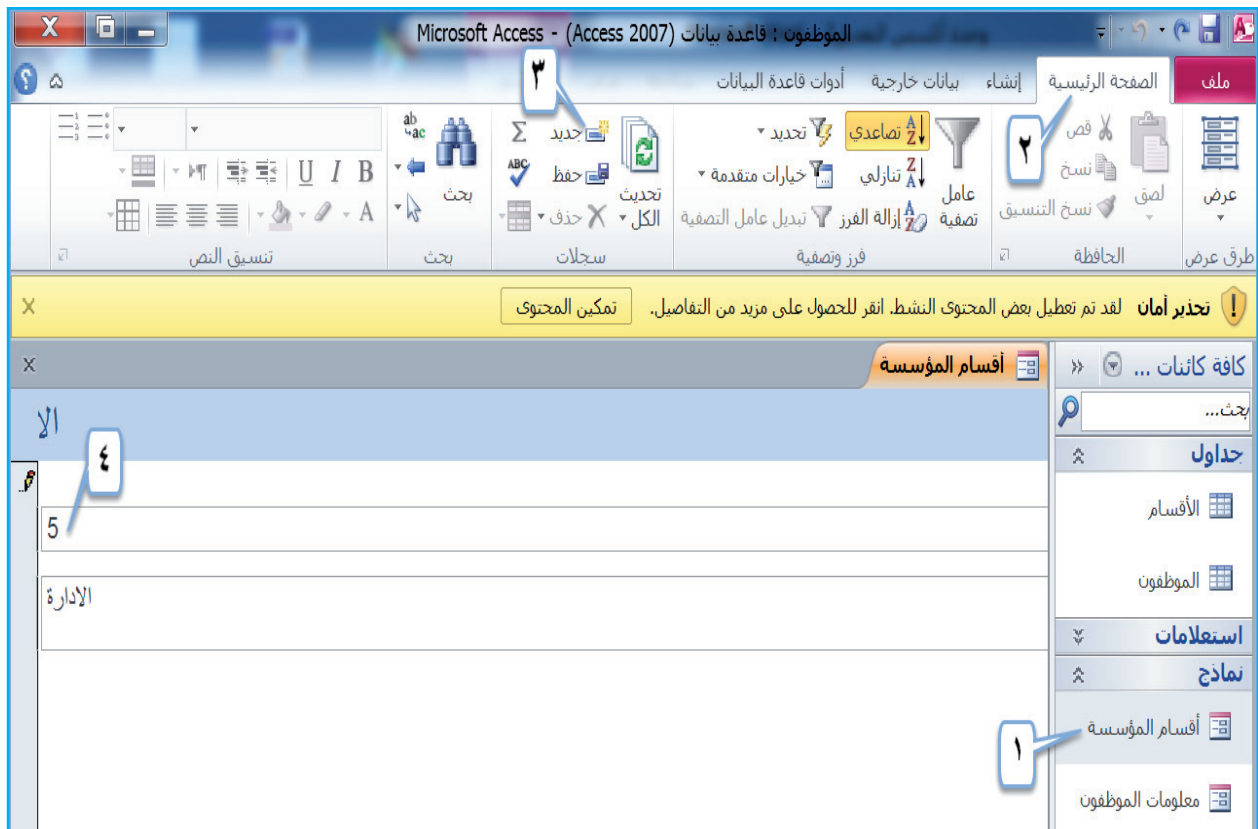 الموظفون : قاعدة بيانات (Access 2007) - Microsoft Access
ملف الصفحة الرئيسية إنشاء بيانات خارجية أدوات قاعدة البيانات
٣
٢
عرض
لصق
قص
نسخ
نسخ التنسيق
عامل تصفية
تصاعدي
تنازلي
إزالة الفرز
تحديد
خيارات متقدمة
تبديل عامل التصفية
تحديث الكل
جديد
حفظ
حذف
بحث
B I U
A
طرق عرض الحافظة فرز وتصفية سجلات بحث تنسيق النص
تحذير أمان لقد تم تعطيل بعض المحتوى النشط. انقر للحصول على مزيد من التفاصيل. تمكين المحتوى
كافة كائنات ...
بحث...
جداول
الأقسام
الموظفون
استعلامات
نماذج
أقسام المؤسسة
١
معلومات الموظفون
أقسام المؤسسة
الا
٤
5
الادارة